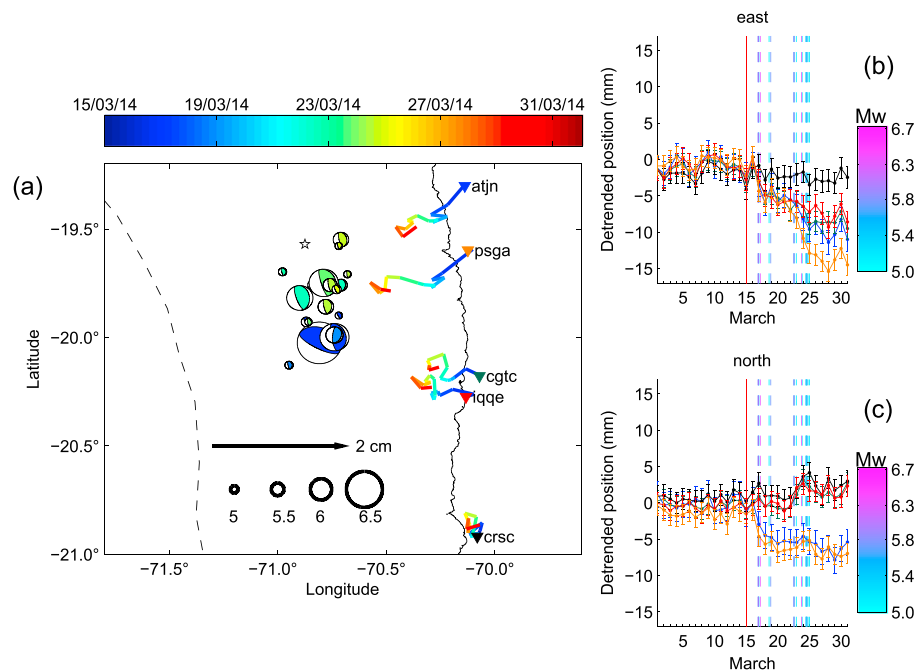 15/03/14 19/03/14 23/03/14 27/03/14 31/03/14
(a)
−19.5°
−20.0°
−20.5°
−21.0°
Latitude
atjn
psga
cgtc
iqqe
crsc
2 cm
5 5.5 6 6.5
−71.5° −71.0° −70.5° −70.0°
Longitude
east
(b)
Detrended position (mm)
15
10
5
0
−5
−10
−15
5 10 15 20 25 30
March
Mw
6.7
6.4
5.8
5.4
5.0
north
(c)
Detrended position (mm)
15
10
5
0
−5
−10
−15
5 10 15 20 25 30
March
Mw
6.7
6.4
5.8
5.4
5.0